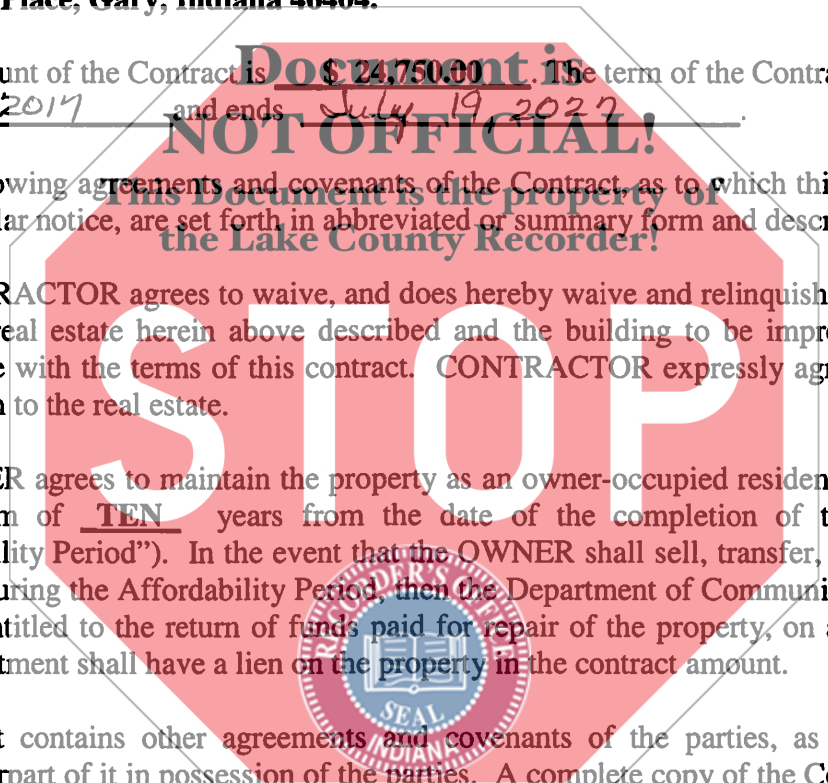 Place, Gary, Indiana 46404.
unt of the Contract is $ 24,750.00 . The term of the Contra
2017 and ends July 19, 2027.
Document is
NOT OFFICIAL!
This Document is the property of
the Lake County Recorder!
owing agreements and covenants of the Contract, as to which thi
lar notice, are set forth in abbreviated or summary form and descr
RACTOR agrees to waive, and does hereby waive and relinquish
real estate herein above described and the building to be impr
e with the terms of this contract. CONTRACTOR expressly agr
n to the real estate.
STOP
ER agrees to maintain the property as an owner-occupied residen
m of TEN years from the date of the completion of t
lity Period”). In the event that the OWNER shall sell, transfer,
uring the Affordability Period, then the Department of Communi
ntitled to the return of funds paid for repair of the property, on a
tment shall have a lien on the property in the contract amount.
RECORDER'S OFFICE
SEAL
INDIANA
t contains other agreements and covenants of the parties, as
part of it in possession of the parties. A complete copy of the C